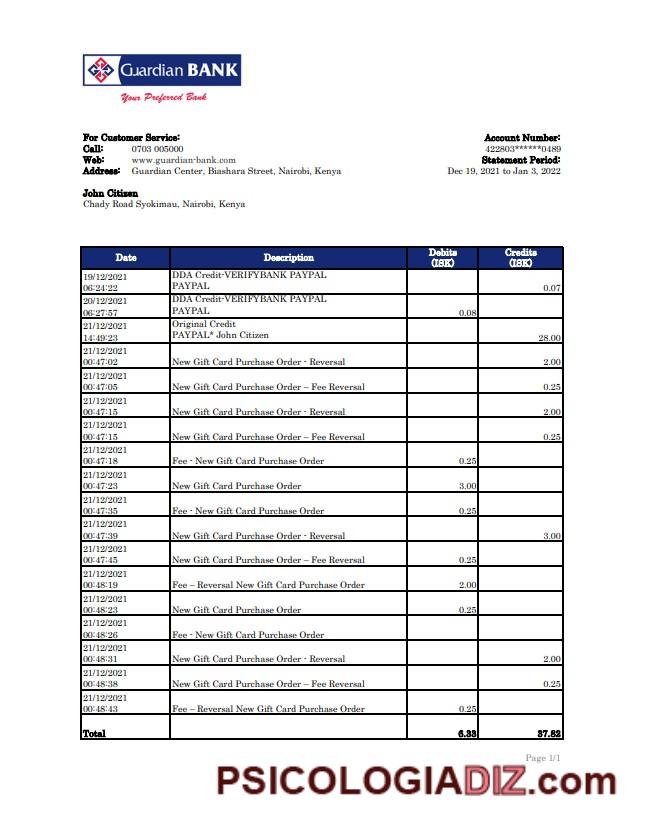 Guardian BANK
Your Preferred Bank
For Customer Service:
Call: 0703 005000
Web: www.guardian-bank.com
Address: Guardian Center, Biashara Street, Nairobi, Kenya
Account Number:
422803******0489
Statement Period:
Dec 19, 2021 to Jan 3, 2022
John Citizen
Chady Road Syokimau, Nairobi, Kenya
Date Description Debits (ISK) Credits (ISK)
19/12/2021 DDA Credit-VERIFYBANK PAYPAL
06:24:22 PAYPAL 0.07
20/12/2021 DDA Credit-VERIFYBANK PAYPAL
06:27:57 PAYPAL 0.08
21/12/2021 Original Credit
14:49:23 PAYPAL* John Citizen 28.00
21/12/2021
00:47:02 New Gift Card Purchase Order - Reversal 2.00
21/12/2021
00:47:05 New Gift Card Purchase Order – Fee Reversal 0.25
21/12/2021
00:47:15 New Gift Card Purchase Order - Reversal 2.00
21/12/2021
00:47:15 New Gift Card Purchase Order – Fee Reversal 0.25
21/12/2021
00:47:18 Fee - New Gift Card Purchase Order 0.25
21/12/2021
00:47:23 New Gift Card Purchase Order 3.00
21/12/2021
00:47:35 Fee - New Gift Card Purchase Order 0.25
21/12/2021
00:47:39 New Gift Card Purchase Order - Reversal 3.00
21/12/2021
00:47:45 New Gift Card Purchase Order – Fee Reversal 0.25
21/12/2021
00:48:19 Fee – Reversal New Gift Card Purchase Order 2.00
21/12/2021
00:48:23 New Gift Card Purchase Order 0.25
21/12/2021
00:48:26 Fee - New Gift Card Purchase Order
21/12/2021
00:48:31 New Gift Card Purchase Order - Reversal 2.00
21/12/2021
00:48:38 New Gift Card Purchase Order – Fee Reversal 0.25
21/12/2021
00:48:43 Fee – Reversal New Gift Card Purchase Order 0.25
Total 6.33 37.82
Page 1/1
PSICOLOGIADIZ.com